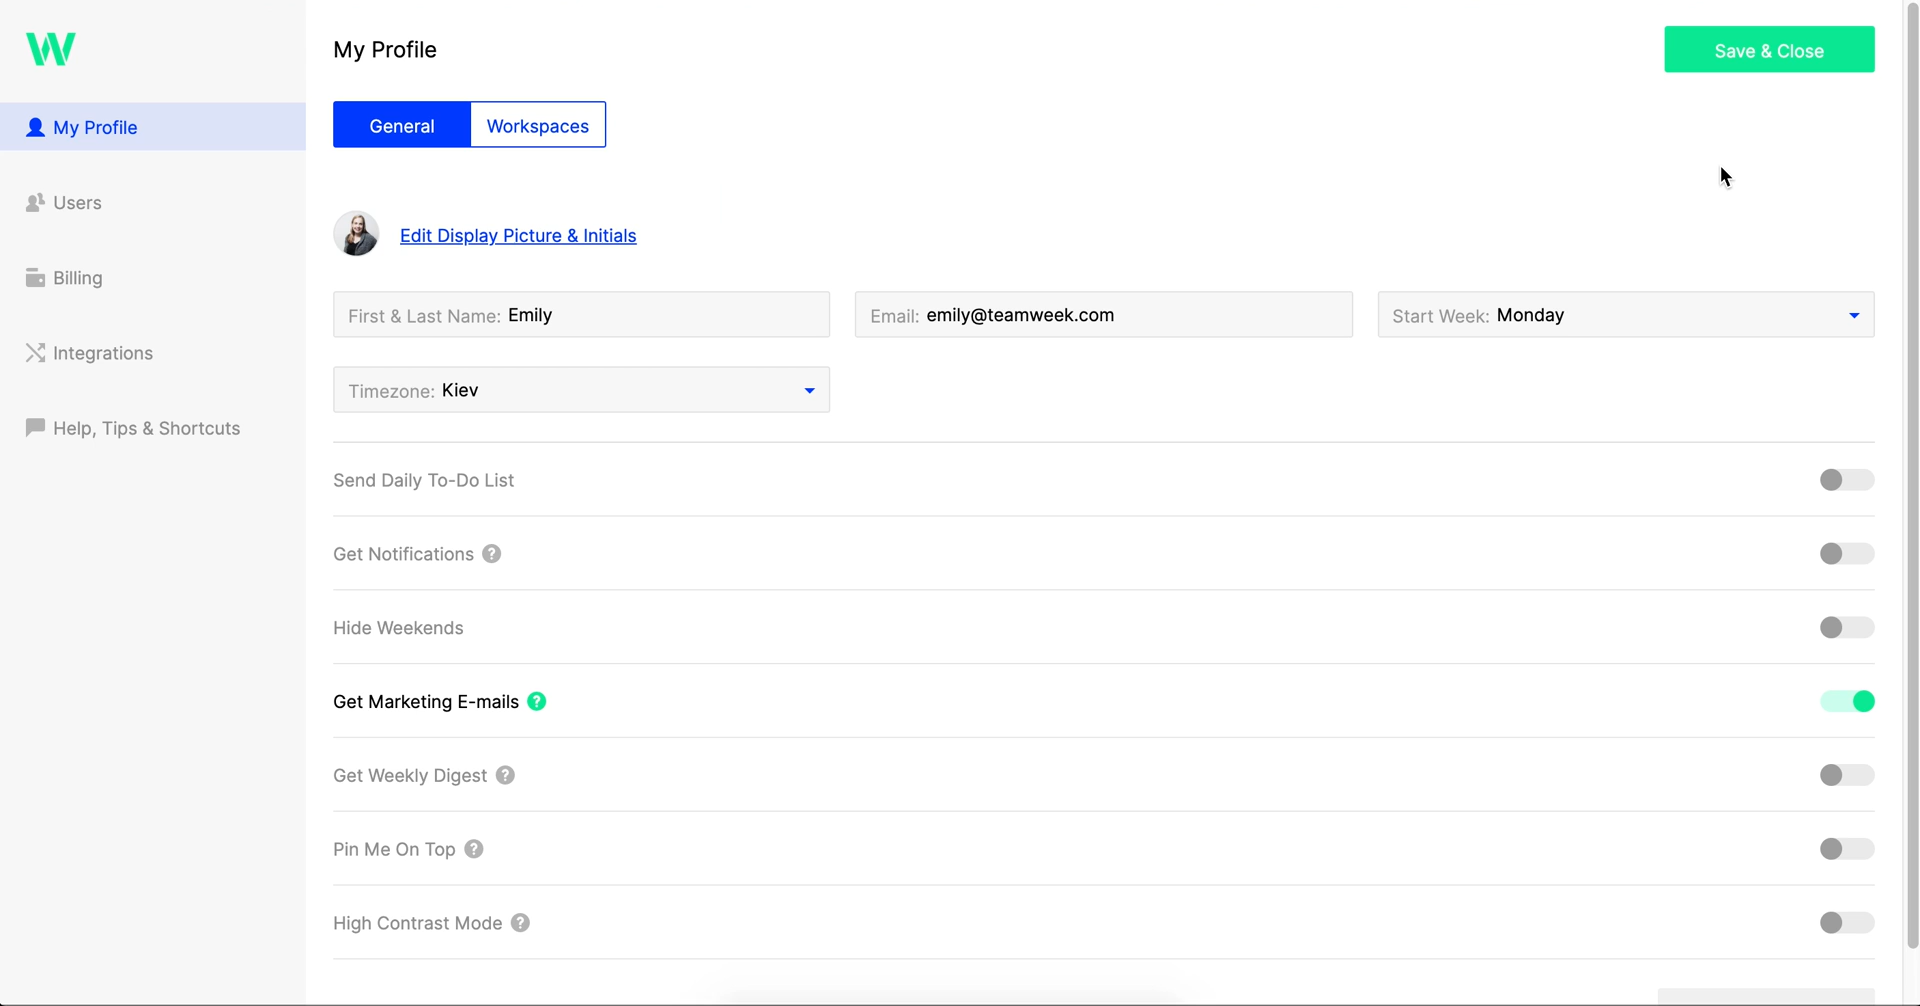 My Profile
Save & Close
My Profile
General
Workspaces
Users
Edit Display Picture & Initials
Billing
First & Last Name: Emily
Email: emily@teamweek.com
Start Week: Monday
Integrations
Timezone: Kiev
Help, Tips & Shortcuts
Send Daily To-Do List
Get Notifications ?
Hide Weekends
Get Marketing E-mails ?
Get Weekly Digest ?
Pin Me On Top ?
High Contrast Mode ?